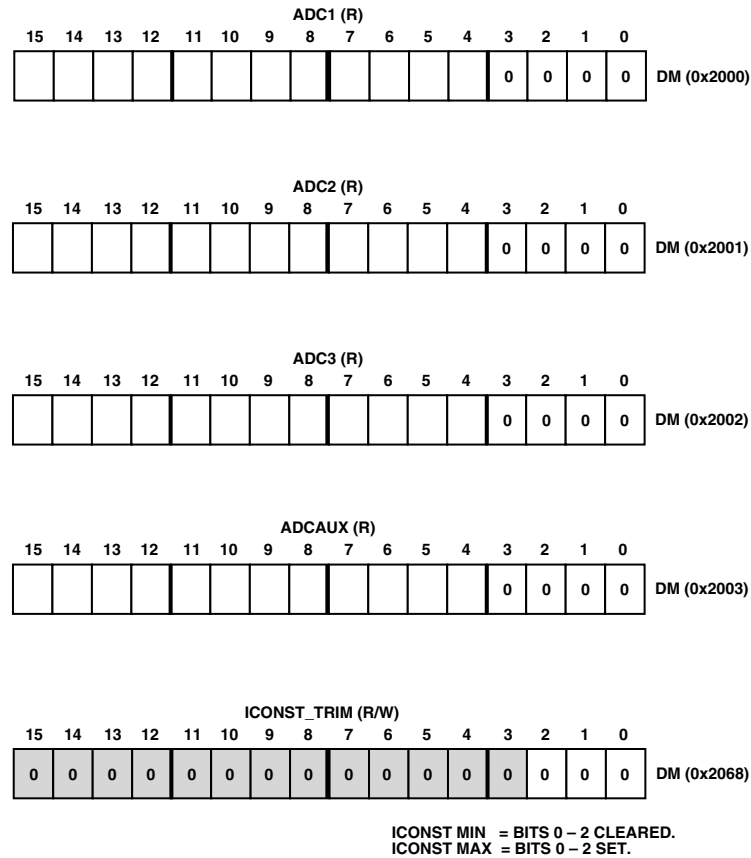 ADC1 (R)
15 14 13 12 11 10 9 8 7 6 5 4 3 2 1 0
0 0 0 0 DM (0x2000)
ADC2 (R)
15 14 13 12 11 10 9 8 7 6 5 4 3 2 1 0
0 0 0 0 DM (0x2001)
ADC3 (R)
15 14 13 12 11 10 9 8 7 6 5 4 3 2 1 0
0 0 0 0 DM (0x2002)
ADCAUX (R)
15 14 13 12 11 10 9 8 7 6 5 4 3 2 1 0
0 0 0 0 DM (0x2003)
ICONST_TRIM (R/W)
15 14 13 12 11 10 9 8 7 6 5 4 3 2 1 0
0 0 0 0 0 0 0 0 0 0 0 0 0 0 0 0 DM (0x2068)
ICONST MIN = BITS 0 – 2 CLEARED.
ICONST MAX = BITS 0 – 2 SET.